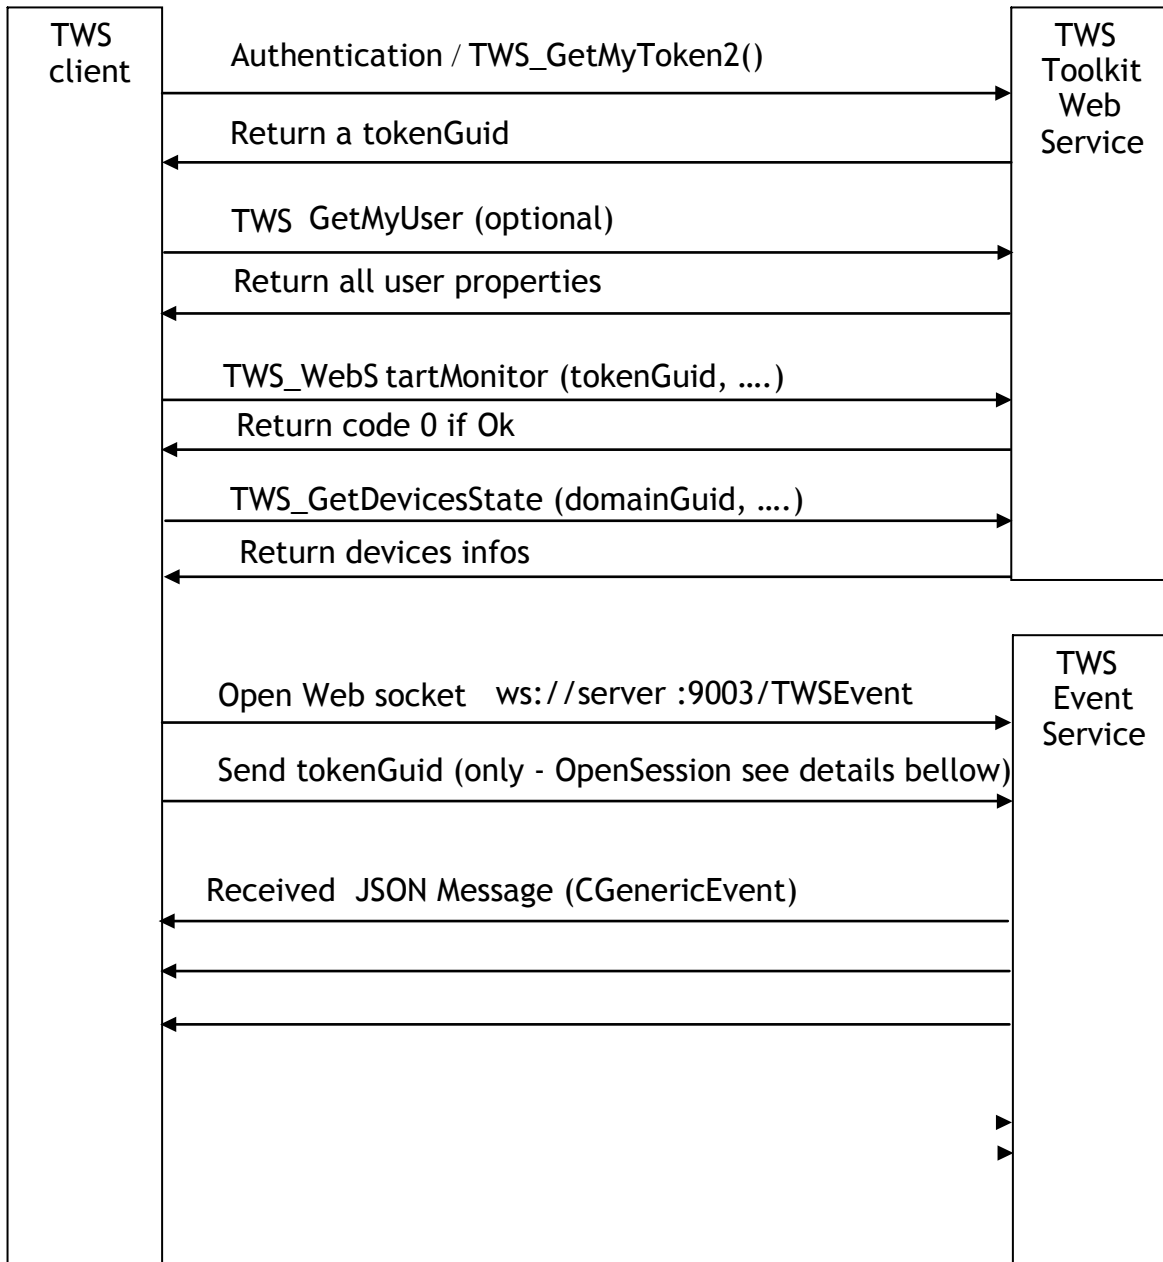 TWS
client
TWS
Toolkit
Web
Service
Authentication / TWS_GetMyToken2()
Return a tokenGuid
TWS GetMyUser (optional)
Return all user properties
TWS_WebS tartMonitor (tokenGuid, ....)
Return code 0 if Ok
TWS_GetDevicesState (domainGuid, ....)
Return devices infos
TWS
Event
Service
Open Web socket ws://server :9003/TWSEvent
Send tokenGuid (only - OpenSession see details bellow)
Received JSON Message (CGenericEvent)